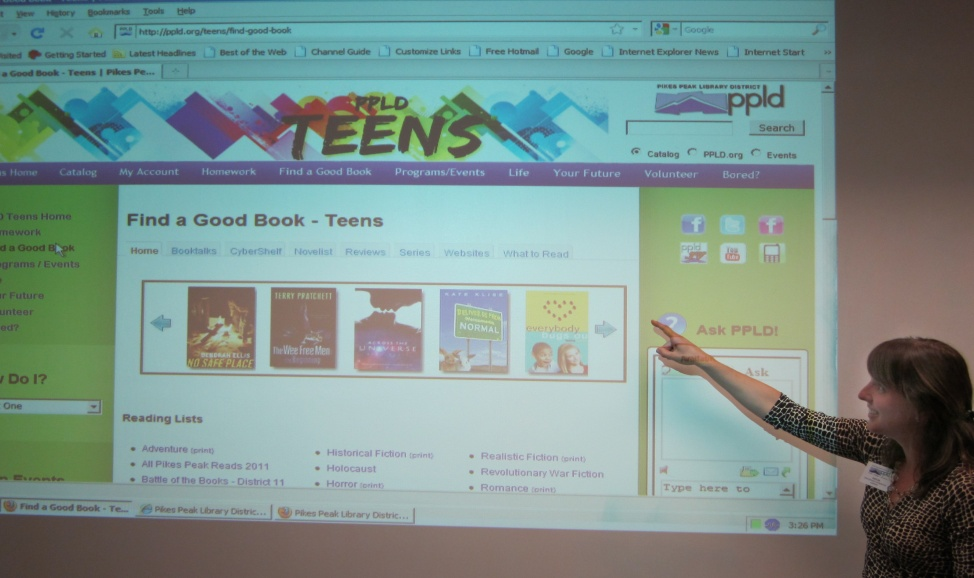 View History Bookmarks Tools Help
http://ppld.org/teens/find-good-book
Google
Visited Getting Started Latest Headlines Best of the Web Channel Guide Customize Links Free Hotmail Google Internet Explorer News Internet Start
a Good Book - Teens | Pikes Pe...
PPLD
TEENS
PIKES PEAK LIBRARY DISTRICT
ppld
Search
Catalog PPLD.org Events
Home Catalog My Account Homework Find a Good Book Programs/Events Life Your Future Volunteer Bored?
Teens Home
Find a Good Book - Teens
Home Booktalks CyberShelf Novelist Reviews Series Websites What to Read
mework
d a Good Book
ograms / Events
r Future
unteer
ed?
TERRY PRATCHETT
The Wee Free Men
DEBORAH ELLIS
NO SAFE PLACE
ACROSS THE
UNIVERSE
NORMAL
everybody
ppld
You Tube
Ask PPLD!
Do I?
One
Reading Lists
Adventure (print)
All Pikes Peak Reads 2011
Battle of the Books - District 11
Historical Fiction (print)
Holocaust
Horror (print)
Realistic Fiction (print)
Revolutionary War Fiction
Romance (print)
Ask
Type here to
Events
Find a Good Book - Te...
Pikes Peak Library Distric...
Pikes Peak Library Distric...
3:26 PM